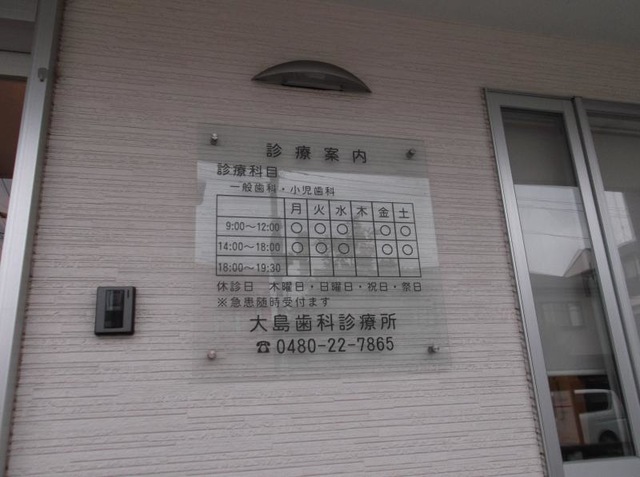 診療案内
診療科目
一般歯科・小児歯科
月 火 水 木 金 土
9:00～12:00 ○ ○ ○ ○ ○
14:00～18:00 ○ ○ ○ ○ ○
18:00～19:30
休診日 木曜日・日曜日・祝日・祭日
※急患随時受付ます
大島歯科診療所
☎0480-22-7865